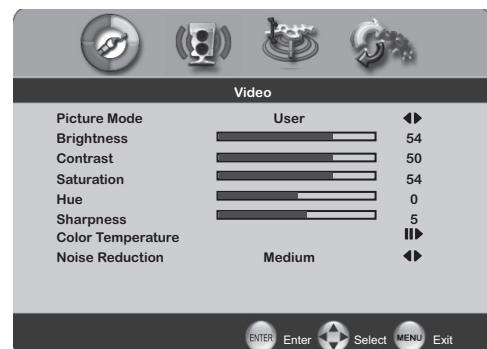 Video
Picture Mode User
Brightness 54
Contrast 50
Saturation 54
Hue 0
Sharpness 5
Color Temperature
Noise Reduction Medium
ENTER Enter Select MENU Exit